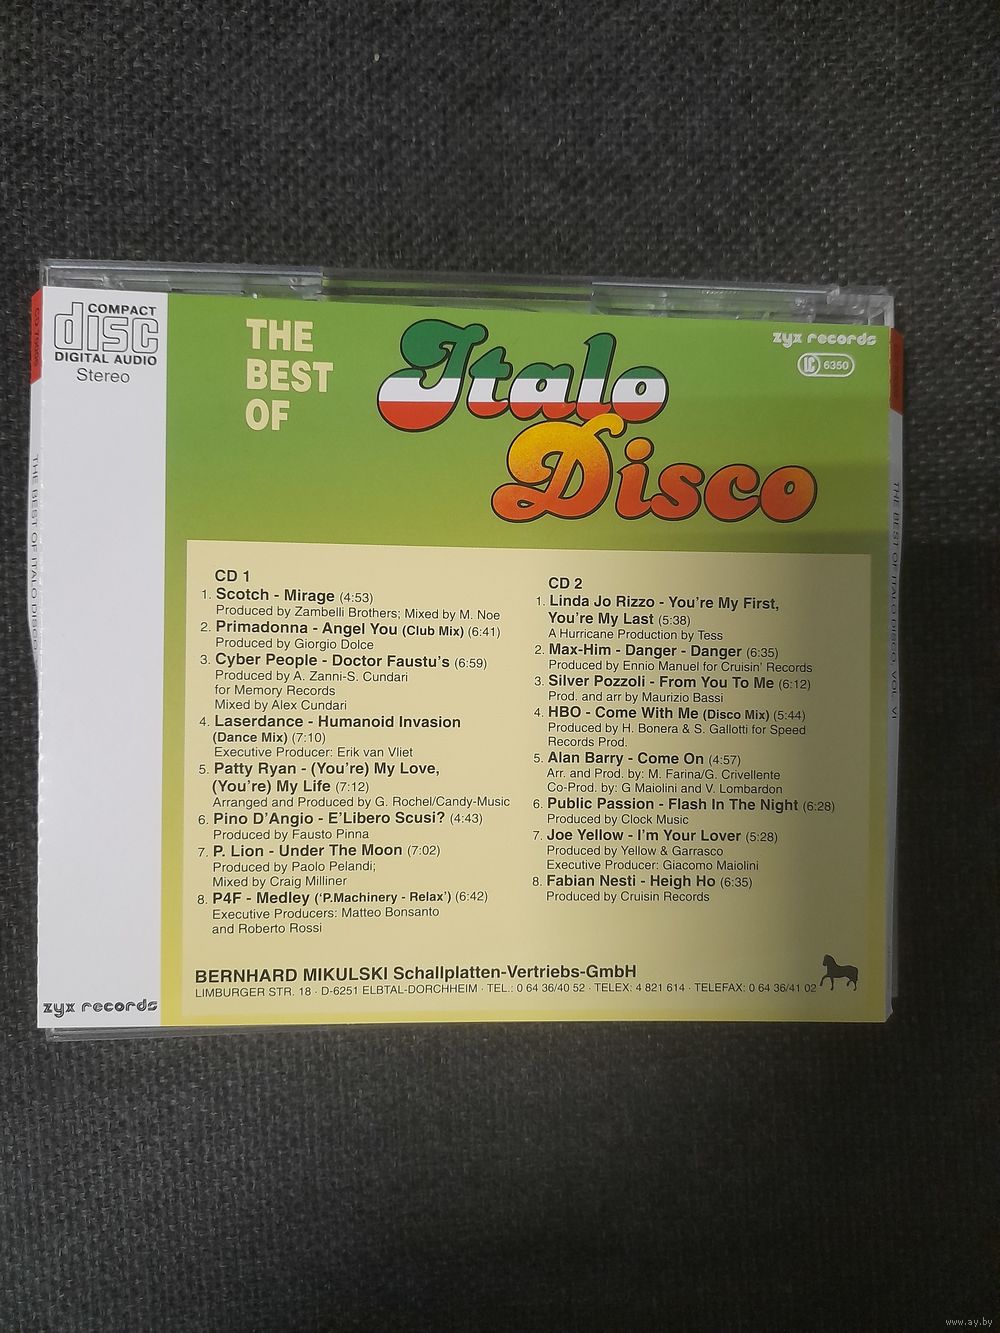 COMPACT
disc
DIGITAL AUDIO
Stereo
THE
BEST
OF
Italo
Disco
zyx records
LC 6350
THE BEST OF ITALO DISCO
THE BEST OF ITALO DISCO, VOL. VI
CD 1
1. Scotch - Mirage (4:53)
Produced by Zambelli Brothers; Mixed by M. Noe
2. Primadonna - Angel You (Club Mix) (6:41)
Produced by Giorgio Dolce
3. Cyber People - Doctor Faustu's (6:59)
Produced by A. Zanni-S. Cundari
for Memory Records
Mixed by Alex Cundari
4. Laserdance - Humanoid Invasion
(Dance Mix) (7:10)
Executive Producer: Erik van Vliet
5. Patty Ryan - (You're) My Love,
(You're) My Life (7:12)
Arranged and Produced by G. Rochel/Candy-Music
6. Pino D'Angio - E'Libero Scusi? (4:43)
Produced by Fausto Pinna
7. P. Lion - Under The Moon (7:02)
Produced by Paolo Pelandi;
Mixed by Craig Milliner
8. P4F - Medley ('P.Machinery - Relax') (6:42)
Executive Producers: Matteo Bonsanto
and Roberto Rossi
CD 2
1. Linda Jo Rizzo - You're My First,
You're My Last (5:38)
A Hurricane Production by Tess
2. Max-Him - Danger - Danger (6:35)
Produced by Ennio Manuel for Cruisin' Records
3. Silver Pozzoli - From You To Me (6:12)
Prod. and arr by Maurizio Bassi
4. HBO - Come With Me (Disco Mix) (5:44)
Produced by H. Bonera & S. Gallotti for Speed
Records Prod.
5. Alan Barry - Come On (4:57)
Arr. and Prod. by: M. Farina/G. Crivellente
Co-Prod. by: G Maiolini and V. Lombardon
6. Public Passion - Flash In The Night (6:28)
Produced by Clock Music
7. Joe Yellow - I'm Your Lover (5:28)
Produced by Yellow & Garrasco
Executive Producer: Giacomo Maiolini
8. Fabian Nesti - Heigh Ho (6:35)
Produced by Cruisin Records
BERNHARD MIKULSKI Schallplatten-Vertriebs-GmbH
LIMBURGER STR. 18 · D-6251 ELBTAL-DORCHHEIM · TEL.: 0 64 36/40 52 · TELEX: 4 821 614 · TELEFAX: 0 64 36/41 02
zyx records
www.ay.by